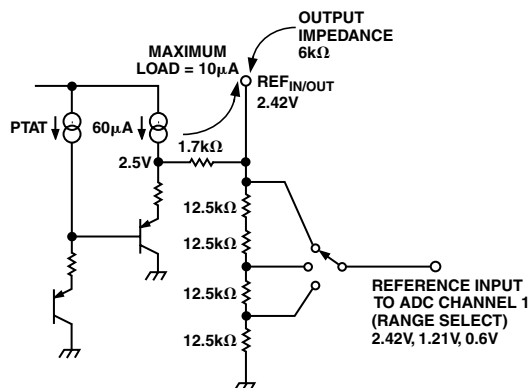 OUTPUT
IMPEDANCE
6kΩ
MAXIMUM
LOAD = 10μA
REFIN/OUT
2.42V
PTAT
60μA
1.7kΩ
2.5V
12.5kΩ
12.5kΩ
12.5kΩ
12.5kΩ
REFERENCE INPUT
TO ADC CHANNEL 1
(RANGE SELECT)
2.42V, 1.21V, 0.6V